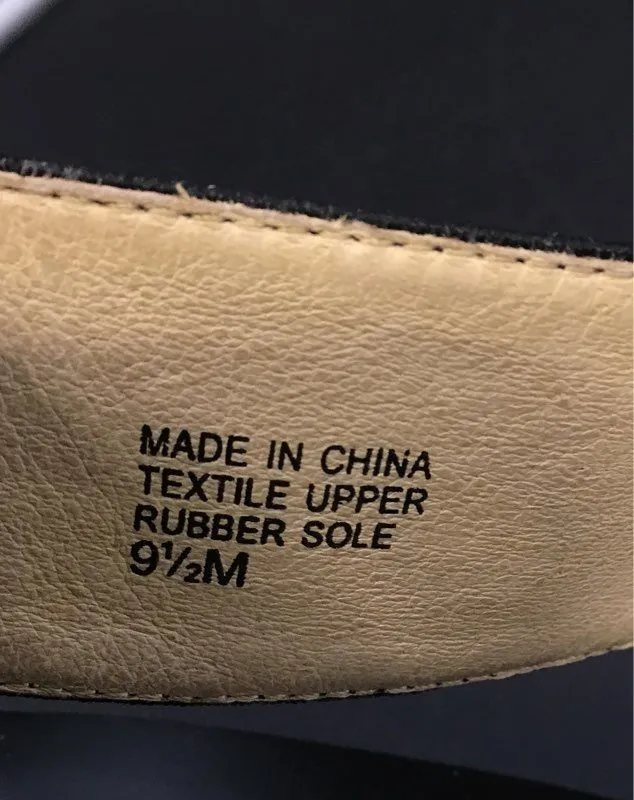 MADE IN CHINA
TEXTILE UPPER
RUBBER SOLE
9½M